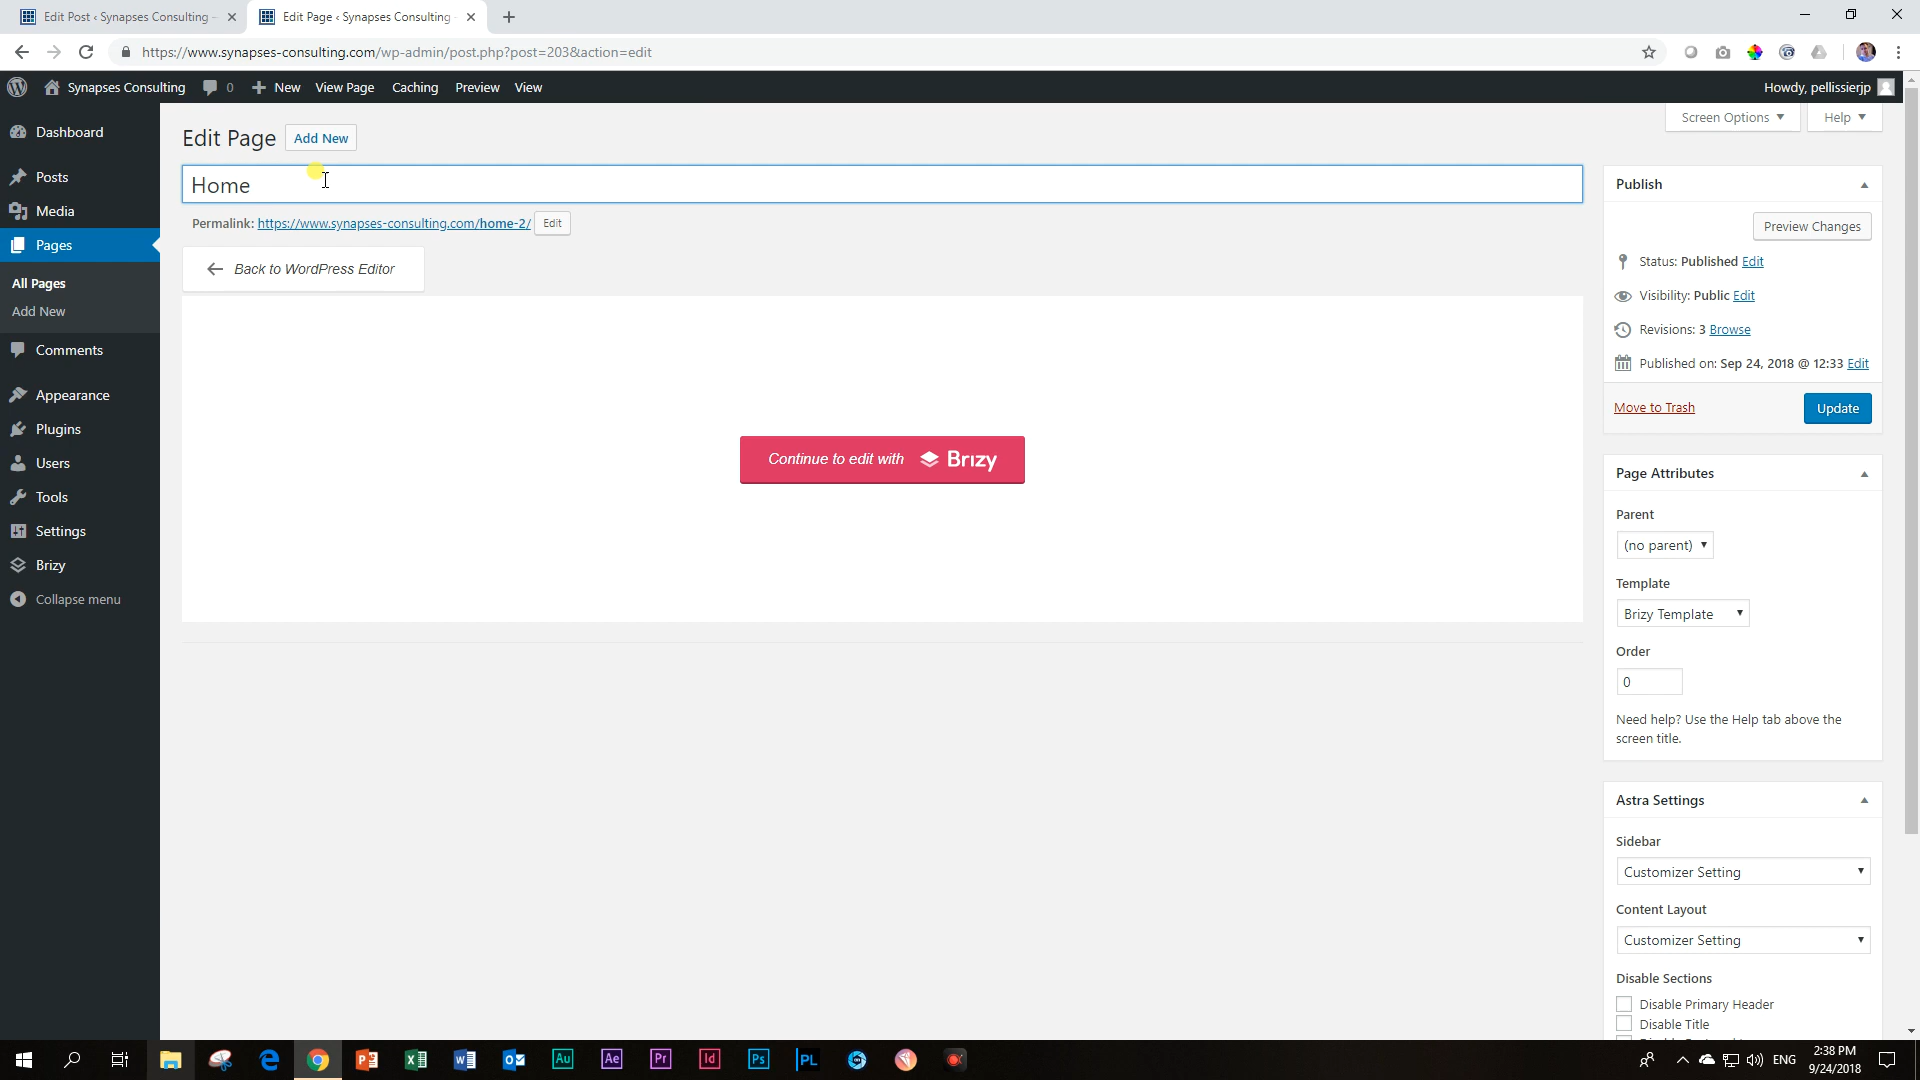 Edit Post ‹ Synapses Consulting –
Edit Page ‹ Synapses Consulting
https://www.synapses-consulting.com/wp-admin/post.php?post=203&action=edit
Synapses Consulting
0
New
View Page
Caching
Preview
View
Howdy, pellissierjp
Screen Options
Help
Dashboard
Posts
Media
Pages
All Pages
Add New
Comments
Appearance
Plugins
Users
Tools
Settings
Brizy
Collapse menu
Edit Page
Add New
Home
Permalink: https://www.synapses-consulting.com/home-2/ Edit
Back to WordPress Editor
Continue to edit with Brizy
Publish
Preview Changes
Status: Published Edit
Visibility: Public Edit
Revisions: 3 Browse
Published on: Sep 24, 2018 @ 12:33 Edit
Move to Trash
Update
Page Attributes
Parent
(no parent)
Template
Brizy Template
Order
0
Need help? Use the Help tab above the
screen title.
Astra Settings
Sidebar
Customizer Setting
Content Layout
Customizer Setting
Disable Sections
Disable Primary Header
Disable Title
Au
Ae
Pr
Id
Ps
PL
ENG
2:38 PM
9/24/2018